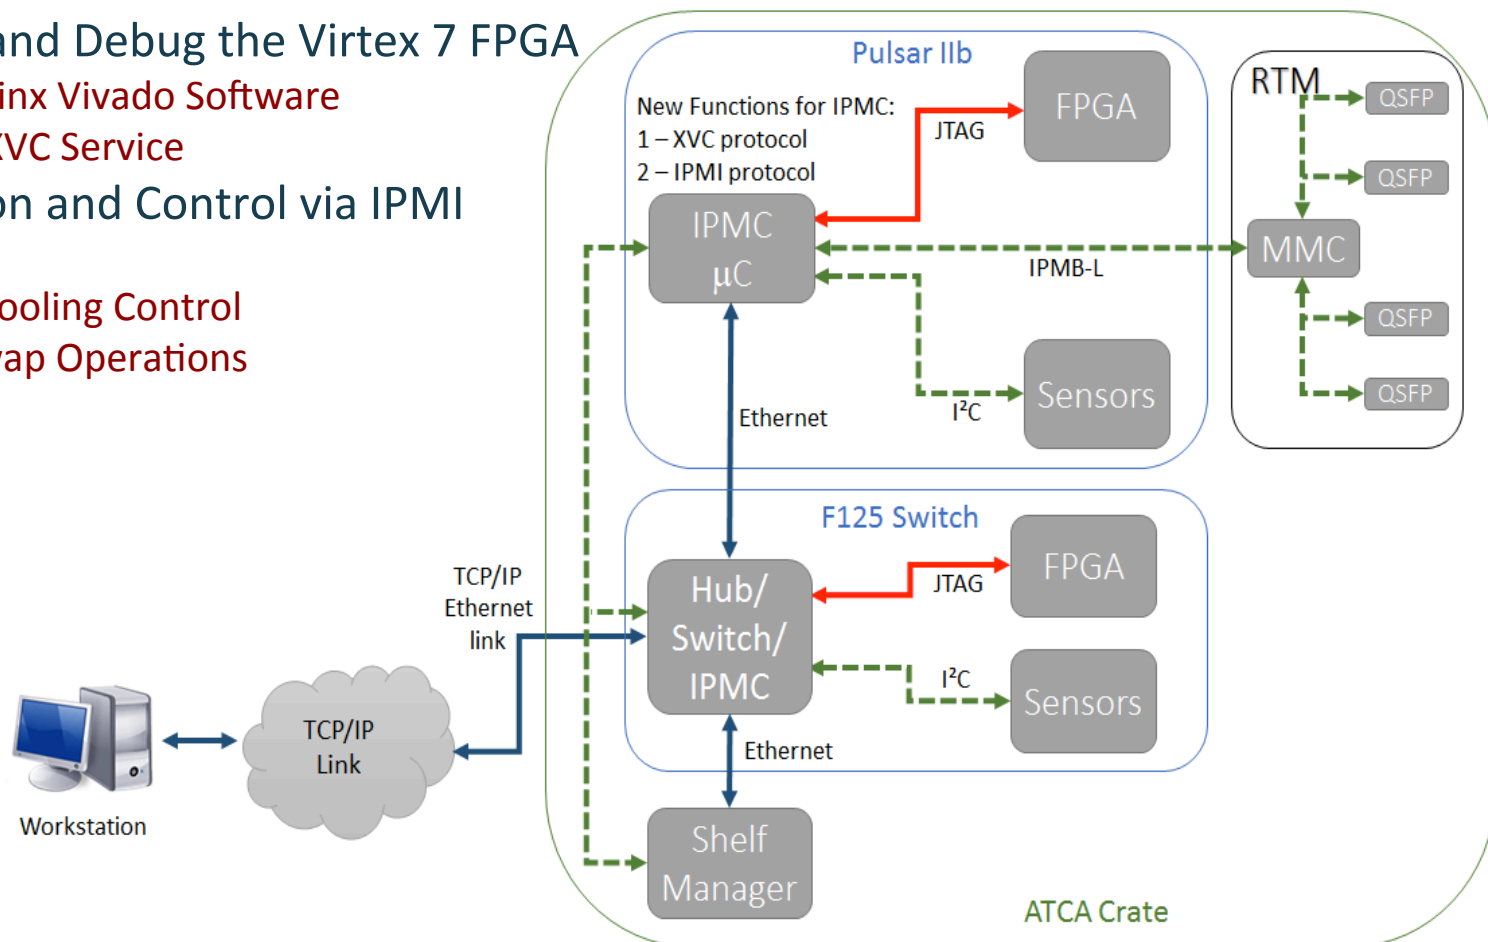 and Debug the Virtex 7 FPGA
inx Vivado Software
XVC Service
on and Control via IPMI
ooling Control
vap Operations
Pulsar IIb
New Functions for IPMC:
1 – XVC protocol
2 – IPMI protocol
JTAG
FPGA
IPMC
µC
IPMB-L
I²C
Sensors
Ethernet
RTM
QSFP
QSFP
MMC
QSFP
QSFP
F125 Switch
Hub/
Switch/
IPMC
JTAG
FPGA
I²C
Sensors
TCP/IP
Ethernet
link
Ethernet
TCP/IP
Link
Workstation
Shelf
Manager
ATCA Crate